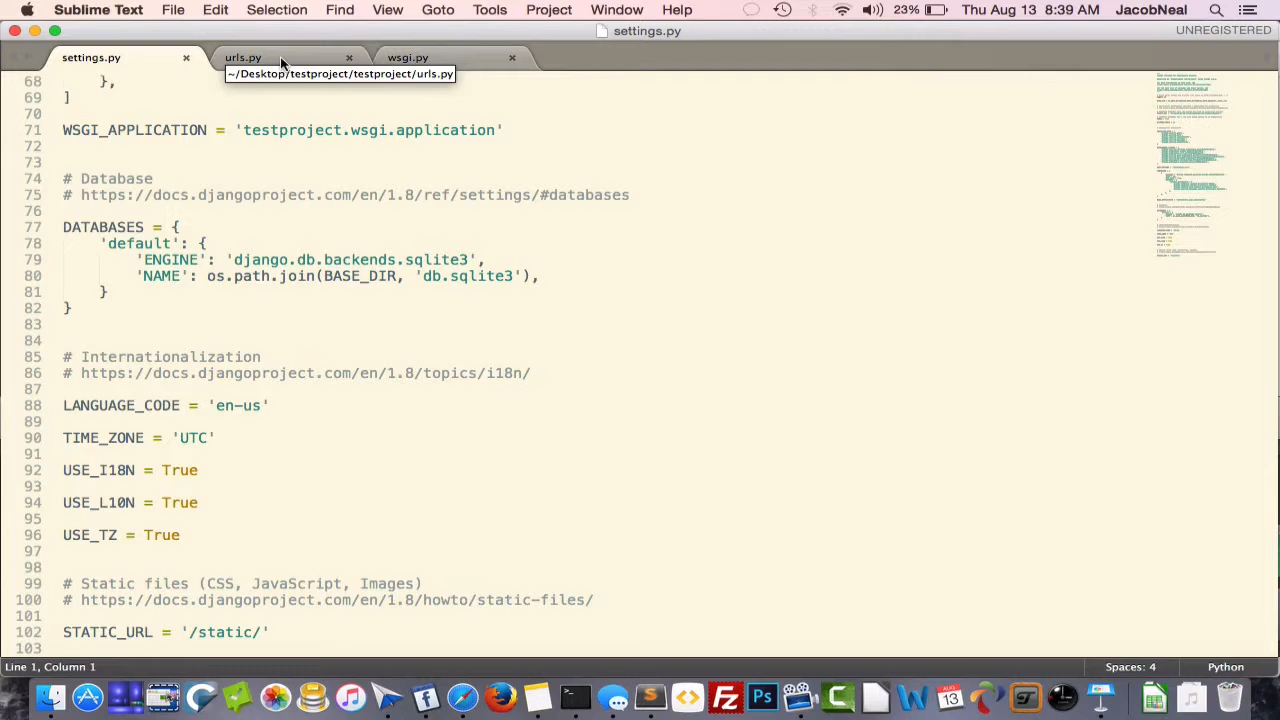 Sublime Text File Edit Selection Find View Goto Tools Project Window Help 23% Thu Aug 13 8:39 AM JacobNeal
settings.py UNREGISTERED
settings.py urls.py wsgi.py
~/Desktop/testproject/testproject/urls.py
68 },
69 ]
70
71 WSGI_APPLICATION = 'testproject.wsgi.application'
72
73
74 # Database
75 # https://docs.djangoproject.com/en/1.8/ref/settings/#databases
76
77 DATABASES = {
78 'default': {
79 'ENGINE': 'django.db.backends.sqlite3',
80 'NAME': os.path.join(BASE_DIR, 'db.sqlite3'),
81 }
82 }
83
84
85 # Internationalization
86 # https://docs.djangoproject.com/en/1.8/topics/i18n/
87
88 LANGUAGE_CODE = 'en-us'
89
90 TIME_ZONE = 'UTC'
91
92 USE_I18N = True
93
94 USE_L10N = True
95
96 USE_TZ = True
97
98
99 # Static files (CSS, JavaScript, Images)
100 # https://docs.djangoproject.com/en/1.8/howto/static-files/
101
102 STATIC_URL = '/static/'
103
Line 1, Column 1 Spaces: 4 Python